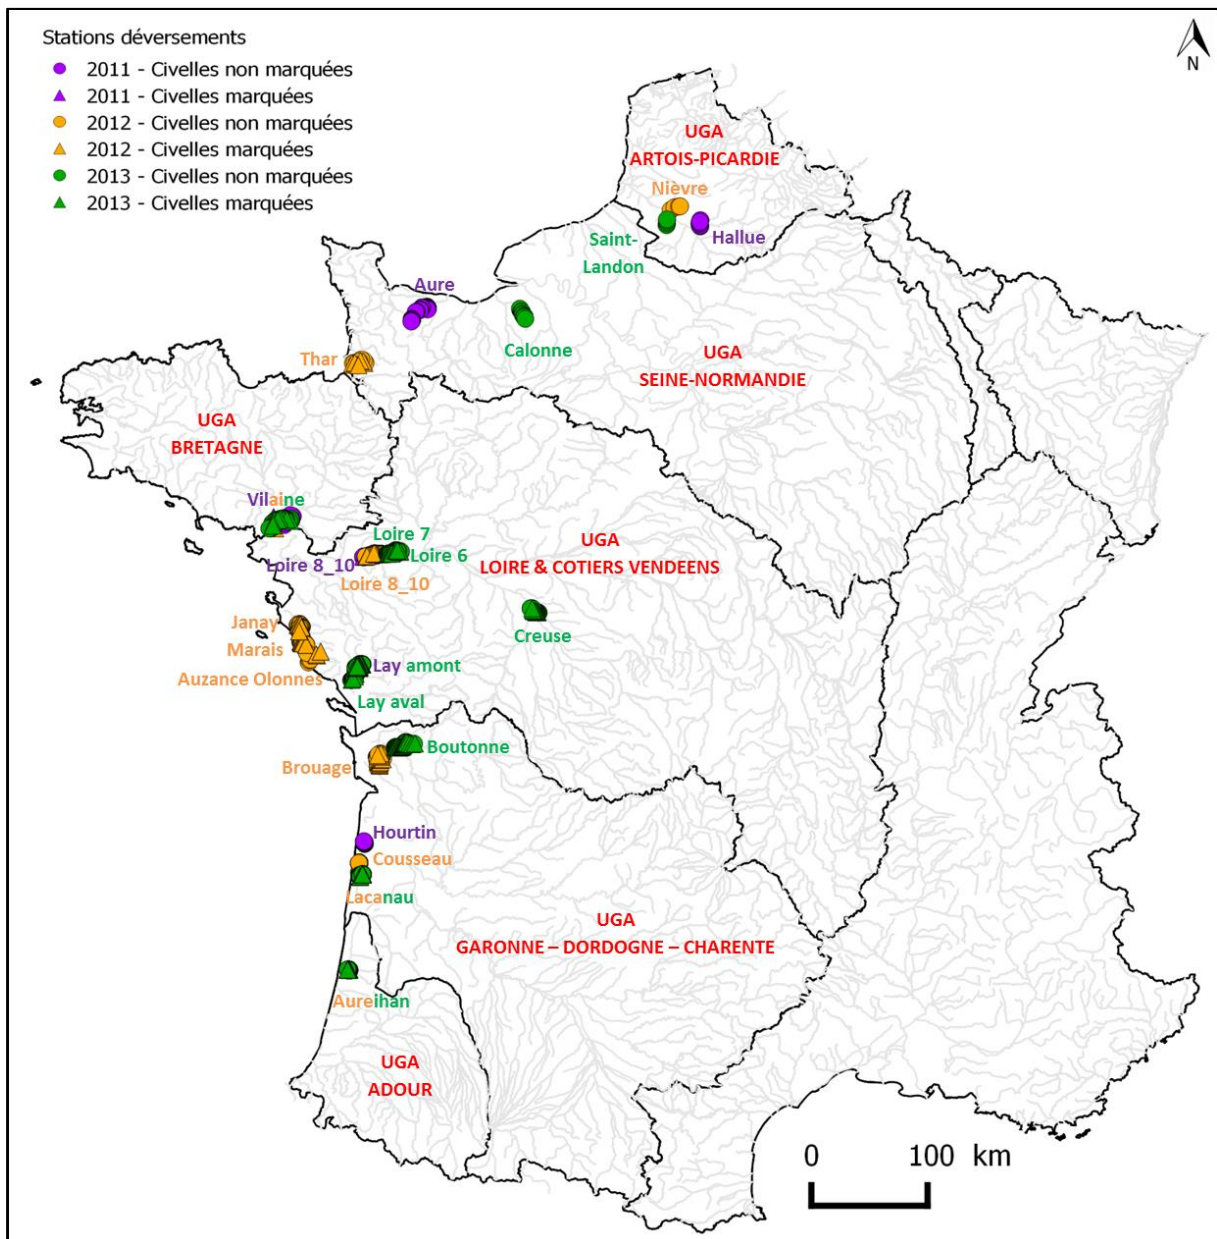 Stations déversements
2011 - Civelles non marquées
2011 - Civelles marquées
2012 - Civelles non marquées
2012 - Civelles marquées
2013 - Civelles non marquées
2013 - Civelles marquées
N
UGA
ARTOIS-PICARDIE
Nièvre
Hallue
Saint-
Landon
Aure
Calonne
Thar
UGA
SEINE-NORMANDIE
UGA
BRETAGNE
Vilaine
Loire 7
Loire 6
Loire 8_10
Loire 8_10
UGA
LOIRE & COTIERS VENDEENS
Creuse
Janay
Marais
Auzance Olonnes
Lay amont
Lay aval
Boutonne
Brouage
Hourtin
Cousseau
Lacanau
UGA
GARONNE – DORDOGNE – CHARENTE
Aureihan
UGA
ADOUR
0 100 km